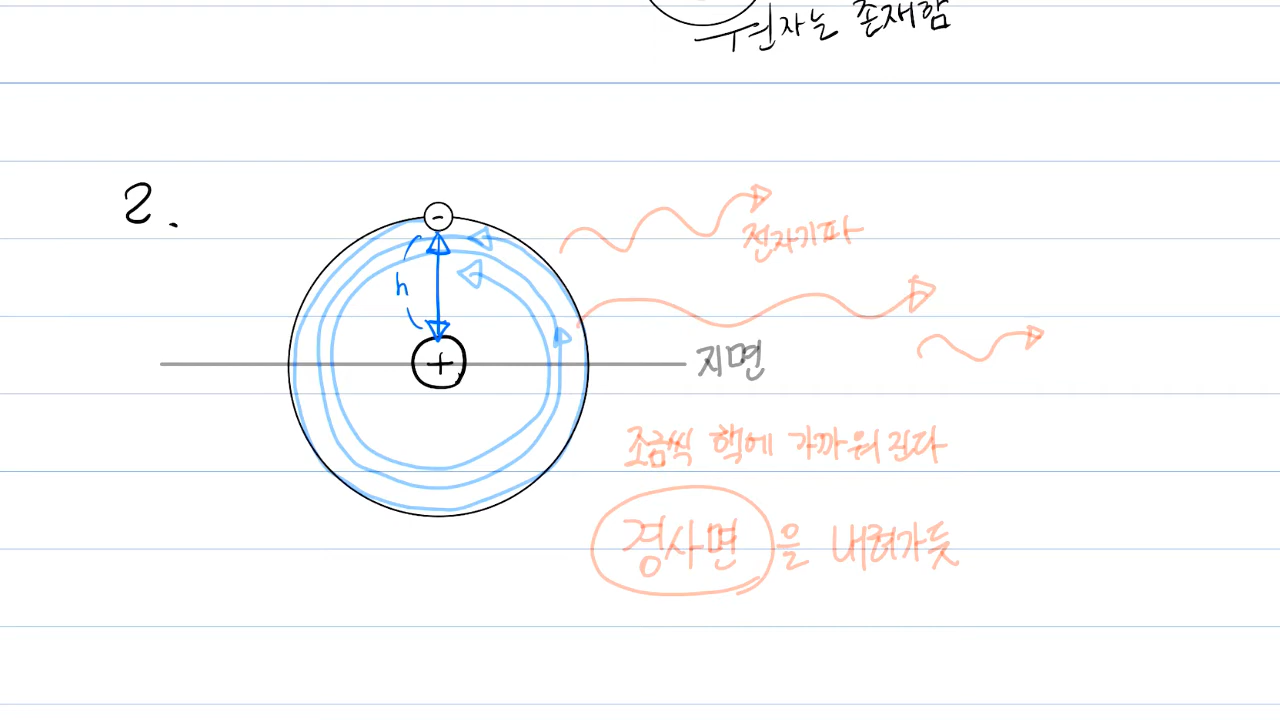 원자는 존재함
2.
-
전자기파
h
+
지면
조금씩 핵에 가까워진다
경사면을 내려가듯